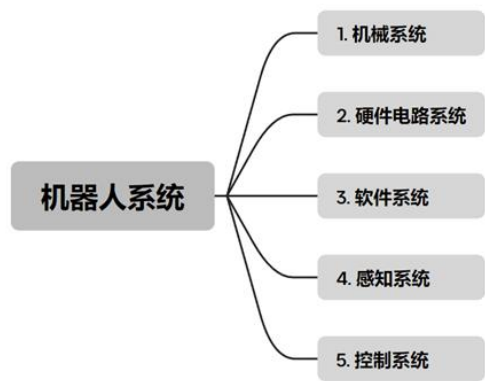 机器人系统
1. 机械系统
2. 硬件电路系统
3. 软件系统
4. 感知系统
5. 控制系统